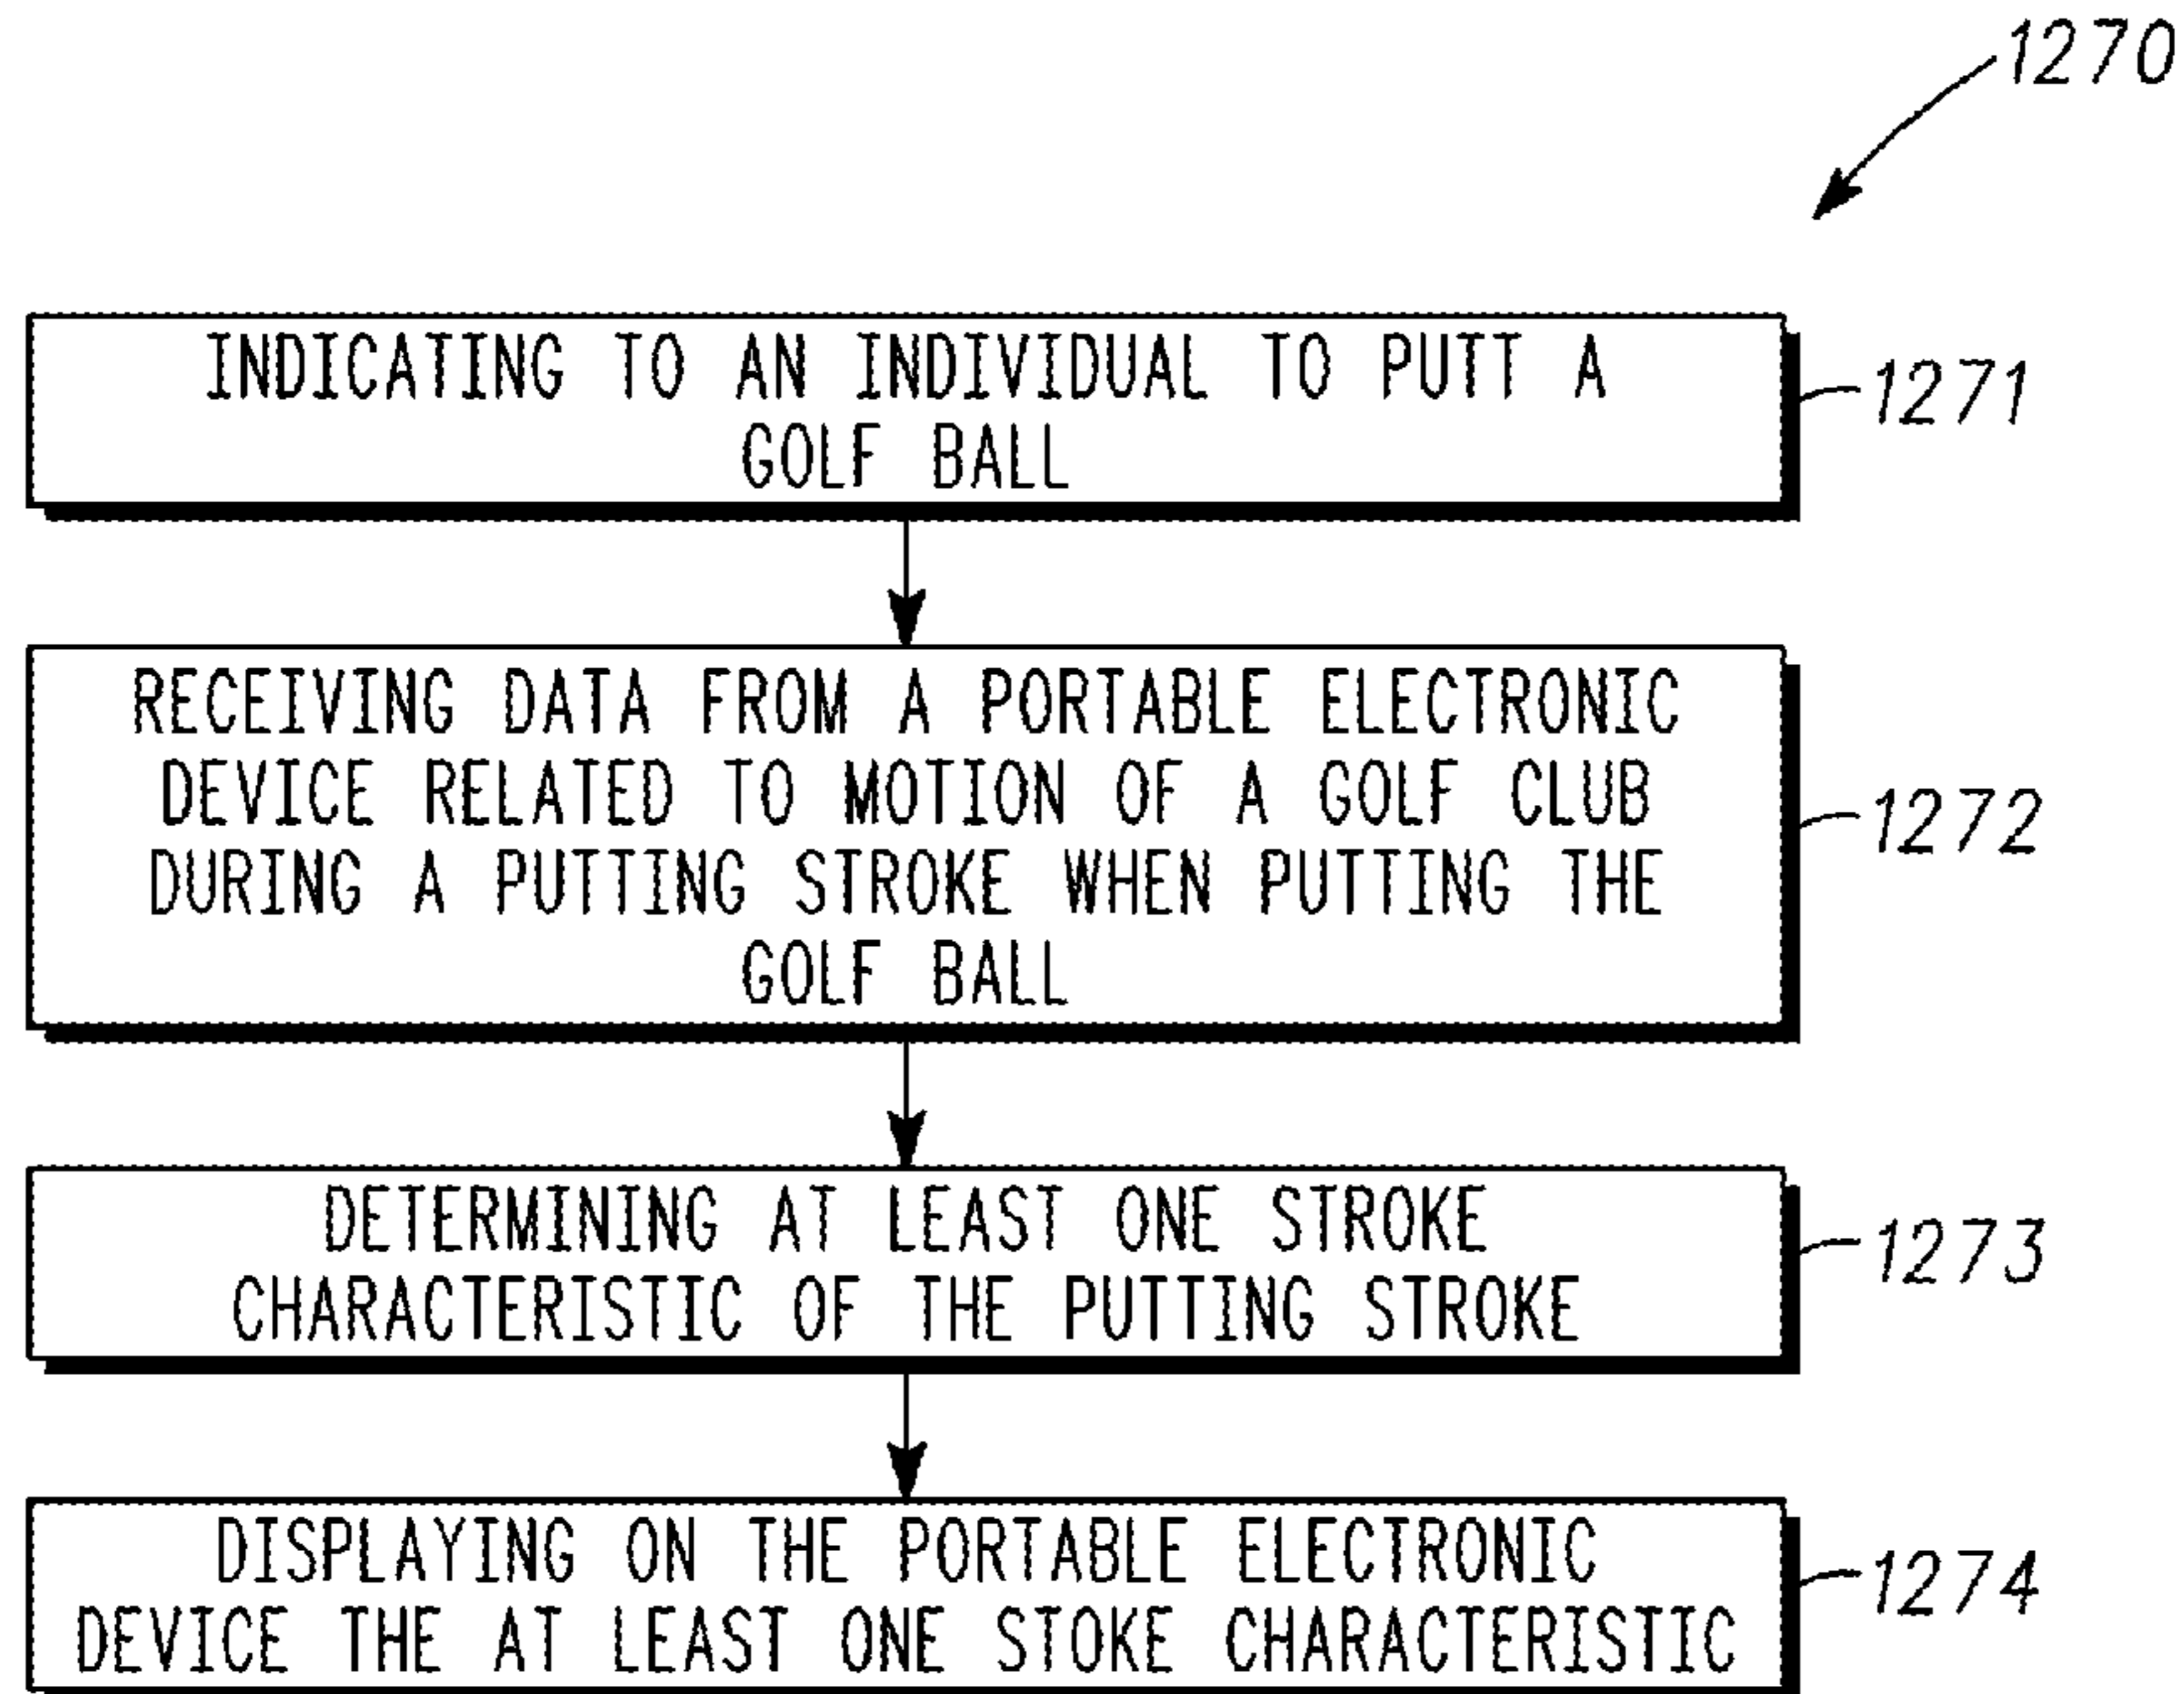 1270
INDICATING TO AN INDIVIDUAL TO PUTT A
GOLF BALL
1271
RECEIVING DATA FROM A PORTABLE ELECTRONIC
DEVICE RELATED TO MOTION OF A GOLF CLUB
DURING A PUTTING STROKE WHEN PUTTING THE
GOLF BALL
1272
DETERMINING AT LEAST ONE STROKE
CHARACTERISTIC OF THE PUTTING STROKE
1273
DISPLAYING ON THE PORTABLE ELECTRONIC
DEVICE THE AT LEAST ONE STOKE CHARACTERISTIC
1274